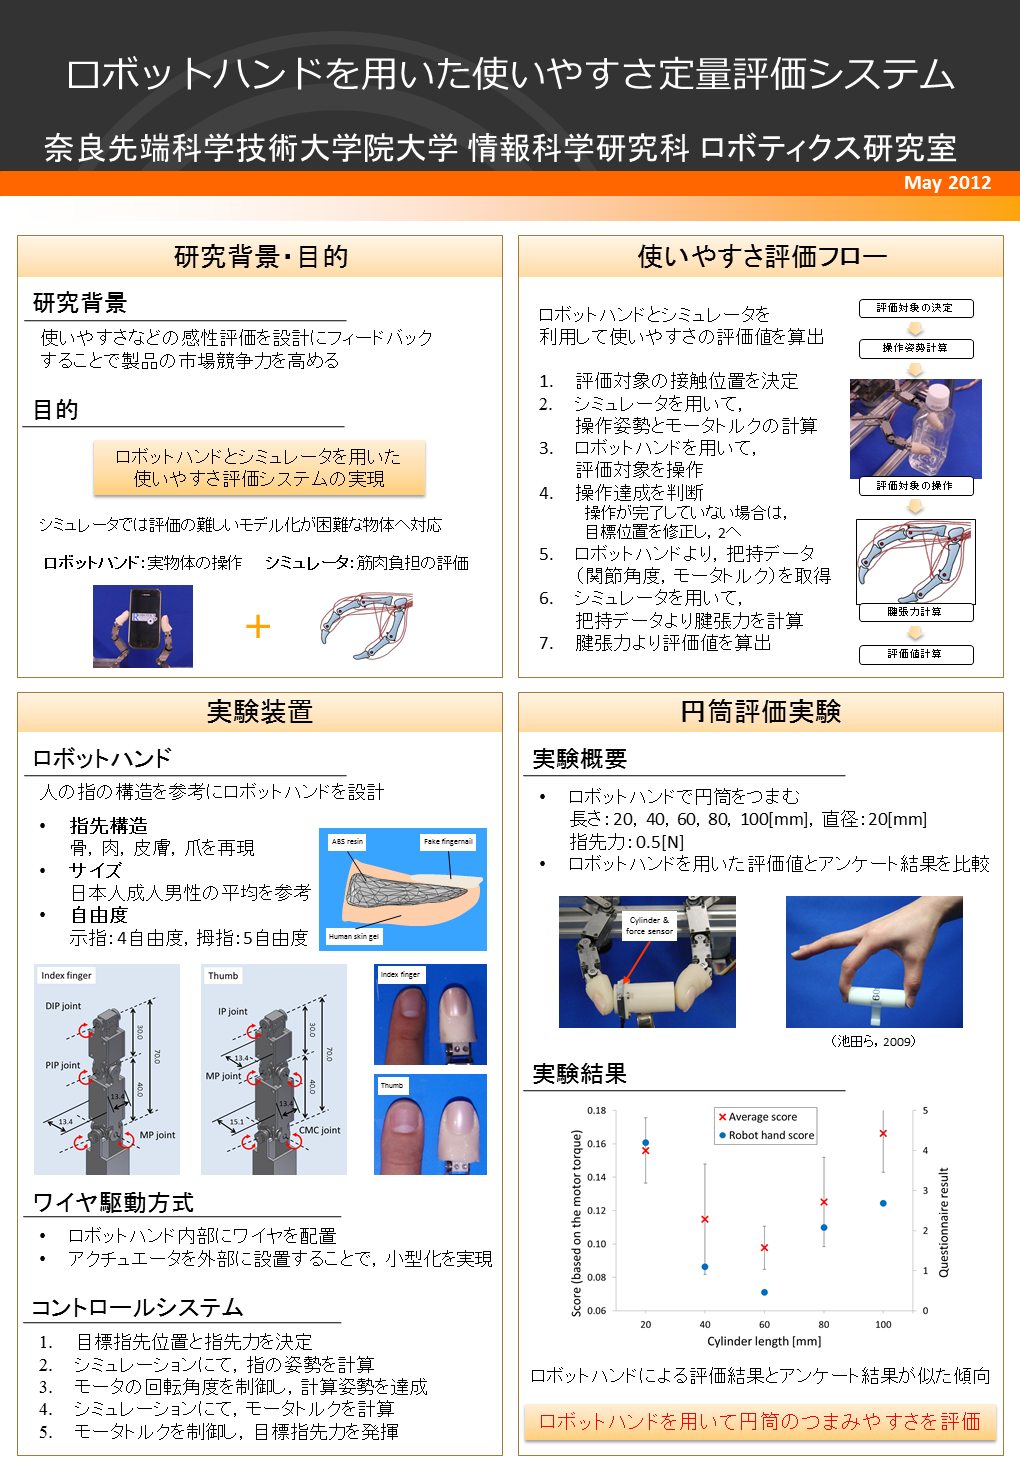 ロボットハンドを用いた使いやすさ定量評価システム
奈良先端科学技術大学院大学 情報科学研究科 ロボティクス研究室
May 2012
研究背景・目的
研究背景
使いやすさなどの感性評価を設計にフィードバック
することで製品の市場競争力を高める
目的
ロボットハンドとシミュレータを用いた
使いやすさ評価システムの実現
シミュレータでは評価の難しいモデル化が困難な物体へ対応
ロボットハンド：実物体の操作 シミュレータ：筋肉負担の評価
+
使いやすさ評価フロー
ロボットハンドとシミュレータを
利用して使いやすさの評価値を算出
1. 評価対象の接触位置を決定
2. シミュレータを用いて，
操作姿勢とモータトルクの計算
3. ロボットハンドを用いて，
評価対象を操作
4. 操作達成を判断
操作が完了していない場合は，
目標位置を修正し，2へ
5. ロボットハンドより，把持データ
（関節角度，モータトルク）を取得
6. シミュレータを用いて，
把持データより腱張力を計算
7. 腱張力より評価値を算出
評価対象の決定
操作姿勢計算
評価対象の操作
腱張力計算
評価値計算
実験装置
ロボットハンド
人の指の構造を参考にロボットハンドを設計
• 指先構造
骨，肉，皮膚，爪を再現
• サイズ
日本人成人男性の平均を参考
• 自由度
示指：4自由度，拇指：5自由度
ABS resin
Fake fingernail
Human skin gel
Index finger
DIP joint
PIP joint
MP joint
30.0
70.0
40.0
13.4
13.4
Thumb
IP joint
MP joint
CMC joint
30.0
70.0
40.0
13.4
13.4
15.1
Index finger
Thumb
ワイヤ駆動方式
• ロボットハンド内部にワイヤを配置
• アクチュエータを外部に設置することで，小型化を実現
コントロールシステム
1. 目標指先位置と指先力を決定
2. シミュレーションにて，指の姿勢を計算
3. モータの回転角度を制御し，計算姿勢を達成
4. シミュレーションにて，モータトルクを計算
5. モータトルクを制御し，目標指先力を発揮
円筒評価実験
実験概要
• ロボットハンドで円筒をつまむ
長さ：20，40，60，80，100[mm]，直径：20[mm]
指先力：0.5[N]
• ロボットハンドを用いた評価値とアンケート結果を比較
Cylinder &
force sensor
60
（池田ら，2009）
実験結果
Score (based on the motor torque)
0.18
0.16
0.14
0.12
0.10
0.08
0.06
Average score
Robot hand score
5
4
3
2
1
0
Questionnaire result
20 40 60 80 100
Cylinder length [mm]
ロボットハンドによる評価結果とアンケート結果が似た傾向
ロボットハンドを用いて円筒のつまみやすさを評価